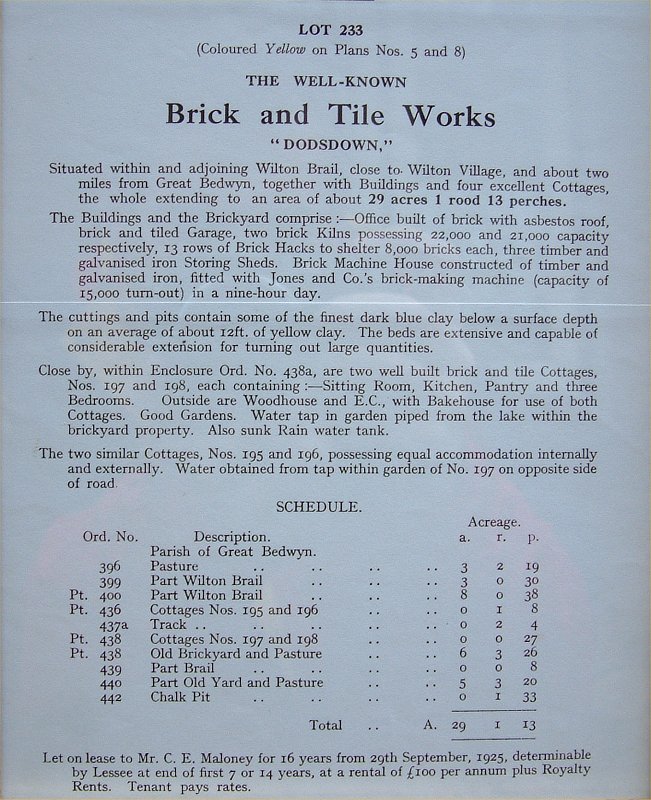 LOT 233
(Coloured Yellow on Plans Nos. 5 and 8)
THE WELL-KNOWN
Brick and Tile Works
"DODSDOWN,"
Situated within and adjoining Wilton Brail, close to Wilton Village, and about two
miles from Great Bedwyn, together with Buildings and four excellent Cottages,
the whole extending to an area of about 29 acres 1 rood 13 perches.
The Buildings and the Brickyard comprise :—Office built of brick with asbestos roof,
brick and tiled Garage, two brick Kilns possessing 22,000 and 21,000 capacity
respectively, 13 rows of Brick Hacks to shelter 8,000 bricks each, three timber and
galvanised iron Storing Sheds. Brick Machine House constructed of timber and
galvanised iron, fitted with Jones and Co.'s brick-making machine (capacity of
15,000 turn-out) in a nine-hour day.
The cuttings and pits contain some of the finest dark blue clay below a surface depth
on an average of about 12ft. of yellow clay. The beds are extensive and capable of
considerable extension for turning out large quantities.
Close by, within Enclosure Ord. No. 438a, are two well built brick and tile Cottages,
Nos. 197 and 198, each containing :—Sitting Room, Kitchen, Pantry and three
Bedrooms. Outside are Woodhouse and E.C., with Bakehouse for use of both
Cottages. Good Gardens. Water tap in garden piped from the lake within the
brickyard property. Also sunk Rain water tank.
The two similar Cottages, Nos. 195 and 196, possessing equal accommodation internally
and externally. Water obtained from tap within garden of No. 197 on opposite side
of road.
SCHEDULE.
Acreage.
Ord. No. Description. a. r. p.
Parish of Great Bedwyn.
396 Pasture .. .. .. .. 3 2 19
399 Part Wilton Brail .. .. .. 3 0 30
Pt. 400 Part Wilton Brail .. .. .. 8 0 38
Pt. 436 Cottages Nos. 195 and 196 .. .. 0 1 8
437a Track .. .. .. .. .. 0 2 4
Pt. 438 Cottages Nos. 197 and 198 .. .. 0 0 27
Pt. 438 Old Brickyard and Pasture .. .. 6 3 26
439 Part Brail .. .. .. .. 0 0 8
440 Part Old Yard and Pasture .. .. 5 3 20
442 Chalk Pit .. .. .. .. 0 1 33
Total .. A. 29 1 13
Let on lease to Mr. C. E. Maloney for 16 years from 29th September, 1925, determinable
by Lessee at end of first 7 or 14 years, at a rental of £100 per annum plus Royalty
Rents. Tenant pays rates.